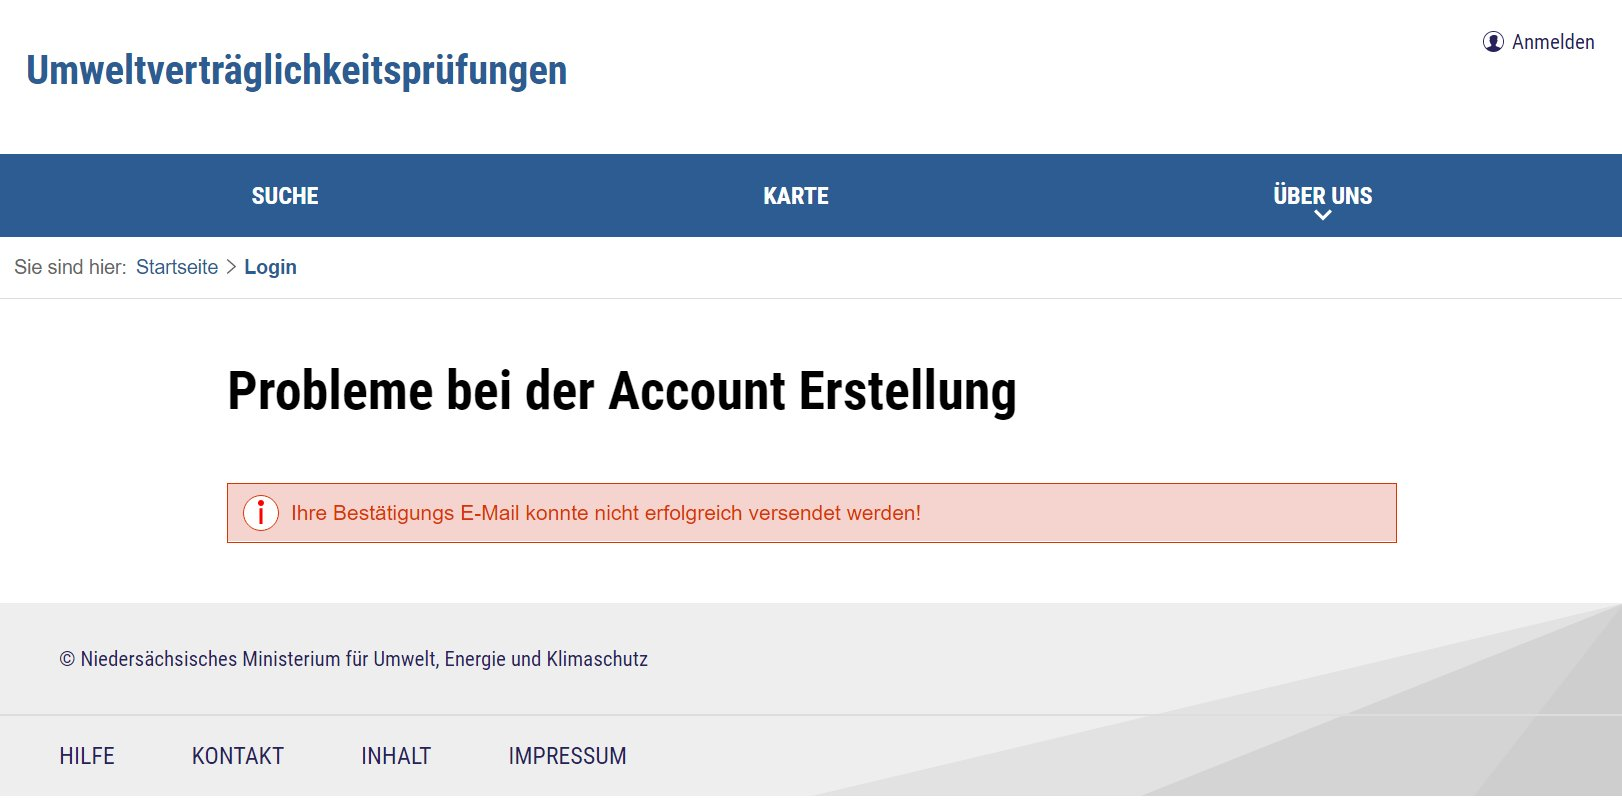 Anmelden
Umweltverträglichkeitsprüfungen
SUCHE KARTE ÜBER UNS
Sie sind hier: Startseite > Login
Probleme bei der Account Erstellung
Ihre Bestätigungs E-Mail konnte nicht erfolgreich versendet werden!
© Niedersächsisches Ministerium für Umwelt, Energie und Klimaschutz
HILFE KONTAKT INHALT IMPRESSUM